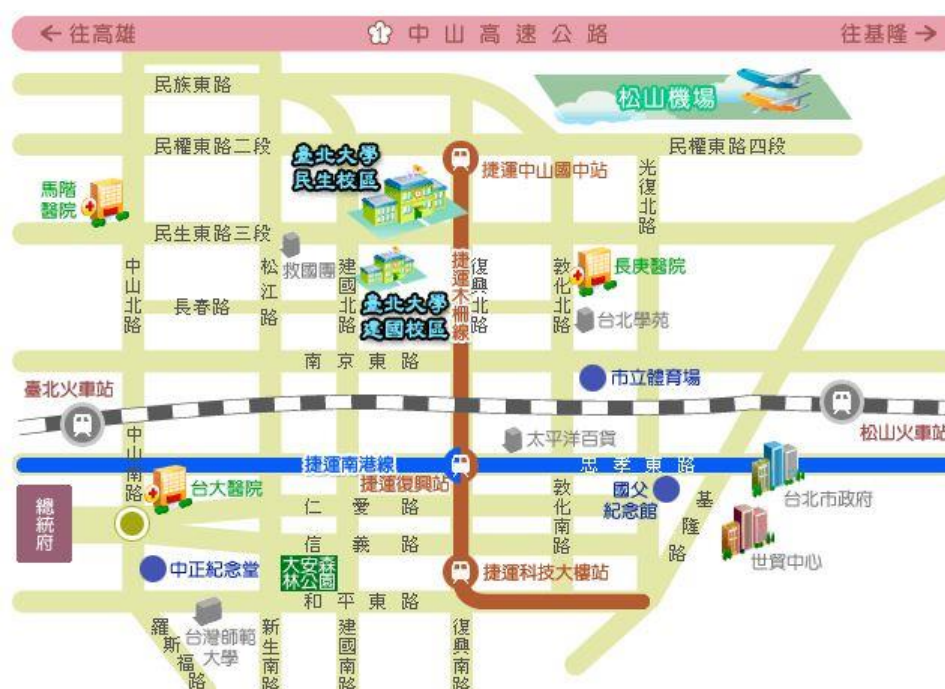 ←往高雄
1
中山高速公路
往基隆→
民族東路
松山機場
民權東路二段
臺北大學
民生校區
捷運中山國中站
民權東路四段
光復北路
馬階
醫院
民生東路三段
救國團
中山北路
松江路
建國北路
捷運木柵線
復興北路
敦化北路
長庚醫院
長春路
臺北大學
建國校區
台北學苑
南京東路
市立體育場
臺北火車站
松山火車站
太平洋百貨
中山南路
捷運南港線
忠孝東路
捷運復興站
台大醫院
國父
紀念館
台北市政府
總統府
仁愛路
敦化南路
基隆路
信義路
世貿中心
中正紀念堂
大安森
林公園
捷運科技大樓站
和平東路
羅斯福路
台灣師範
大學
新生南路
建國南路
復興南路